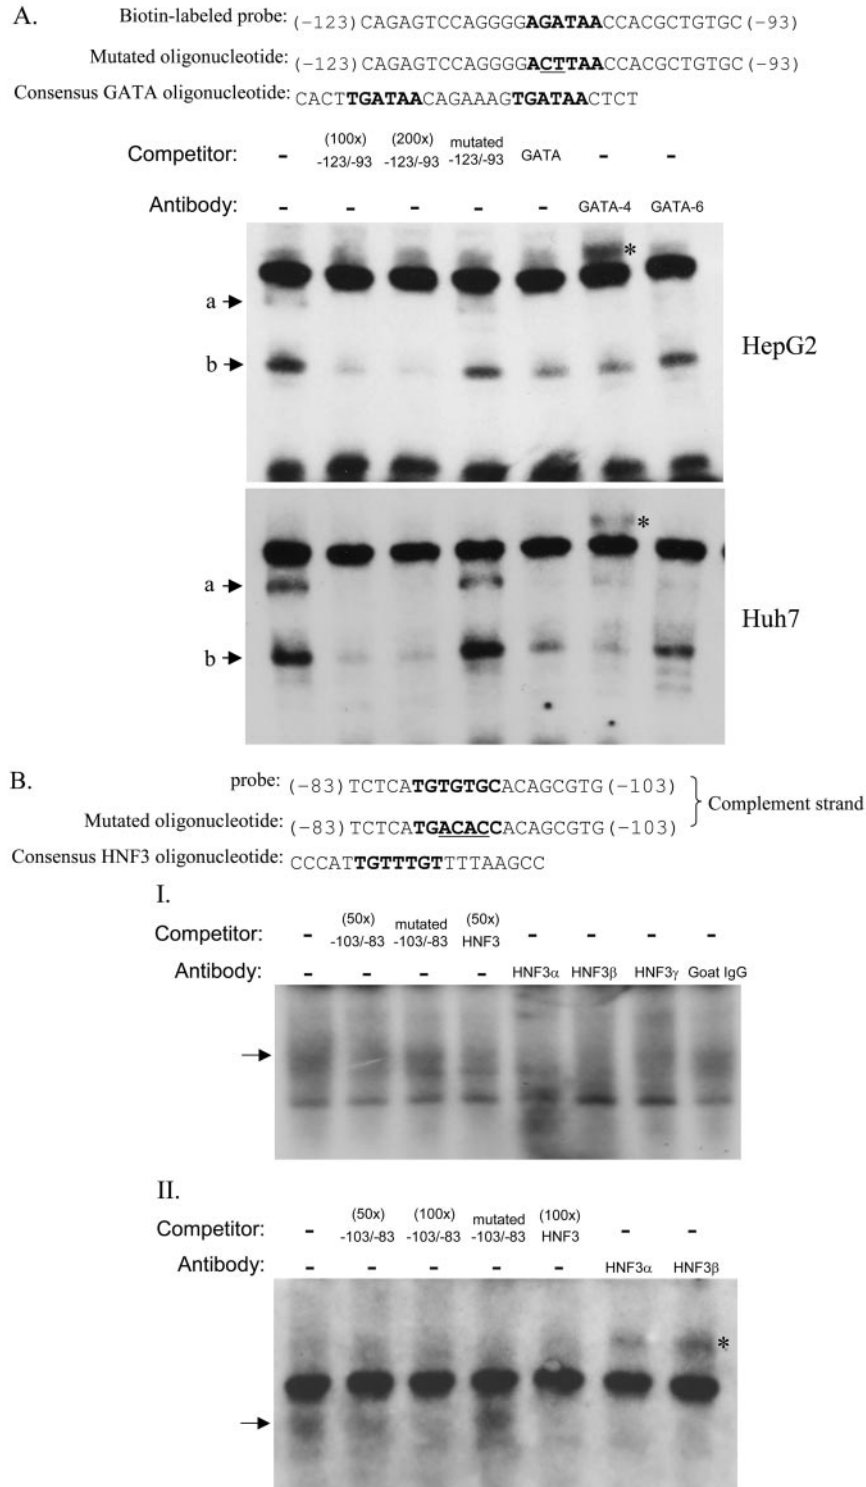 A.
Biotin-labeled probe: (-123)CAGAGTCCAGGGGAGATAACCACGCTGTGC(-93)
Mutated oligonucleotide: (-123)CAGAGTCCAGGGGACTTAACCACGCTGTGC(-93)
Consensus GATA oligonucleotide: CACTTGATAACAGAAAGTGATAACTCT
Competitor: - (100x) -123/-93 (200x) -123/-93 mutated -123/-93 GATA - -
Antibody: - - - - - GATA-4 GATA-6
*
a
b
HepG2
*
a
b
Huh7
B.
probe: (-83)TCTCATGTGTGCACAGCGTG(-103)
Mutated oligonucleotide: (-83)TCTCATGACACCACAGCGTG(-103)
Complement strand
Consensus HNF3 oligonucleotide: CCCATTGTTTGTTTTAAGCC
I.
Competitor: - (50x) -103/-83 mutated -103/-83 (50x) HNF3 - - - -
Antibody: - - - - HNF3α HNF3β HNF3γ Goat IgG
II.
Competitor: - (50x) -103/-83 (100x) -103/-83 mutated -103/-83 (100x) HNF3 - -
Antibody: - - - - - HNF3α HNF3β
*